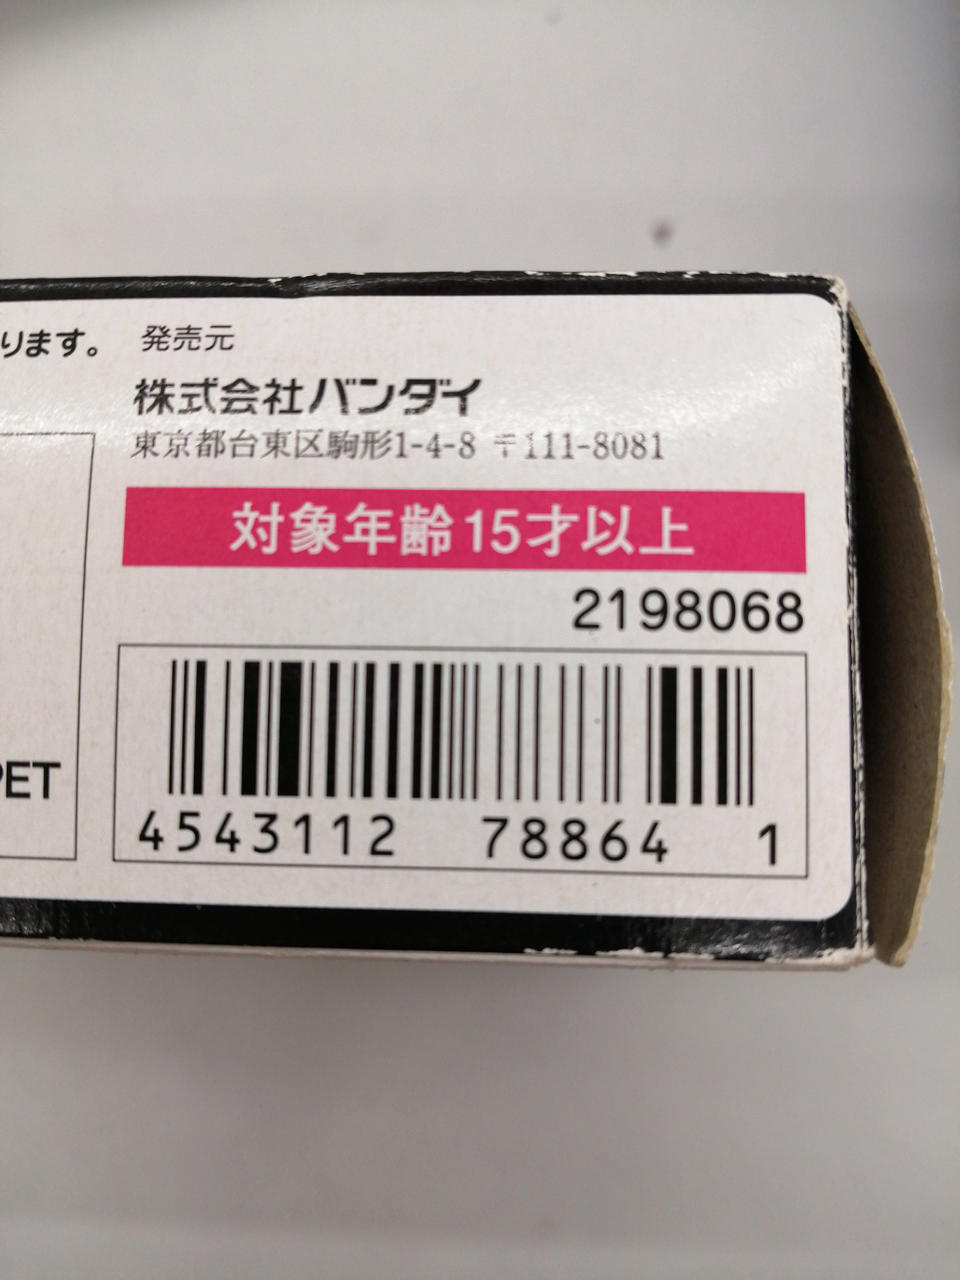 ります。
発売元
株式会社バンダイ
東京都台東区駒形1-4-8 〒111-8081
対象年齢15才以上
2198068
PET
4543112 78864 1